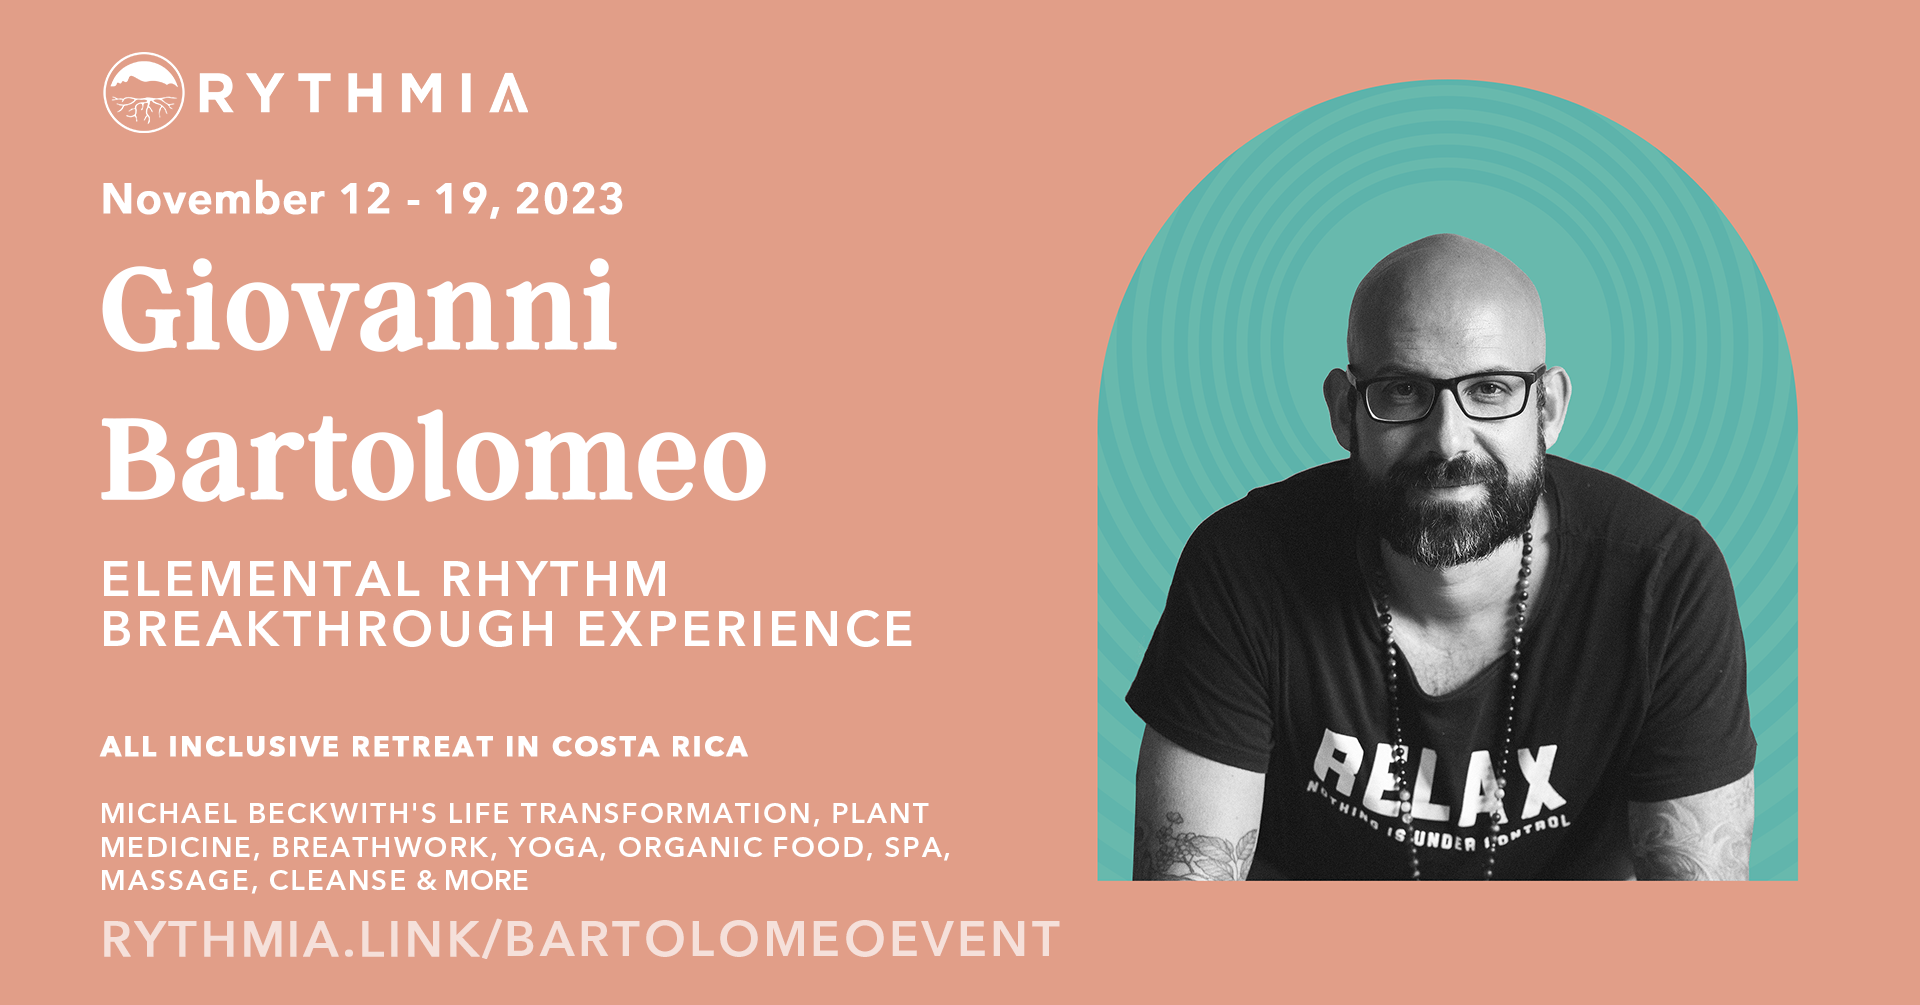 RYTHMIA
November 12 - 19, 2023
Giovanni
Bartolomeo
ELEMENTAL RHYTHM
BREAKTHROUGH EXPERIENCE
ALL INCLUSIVE RETREAT IN COSTA RICA
MICHAEL BECKWITH'S LIFE TRANSFORMATION, PLANT
MEDICINE, BREATHWORK, YOGA, ORGANIC FOOD, SPA,
MASSAGE, CLEANSE & MORE
RYTHMIA.LINK/BARTOLOMEOEVENT
RELAX
NOTHING IS UNDER CONTROL